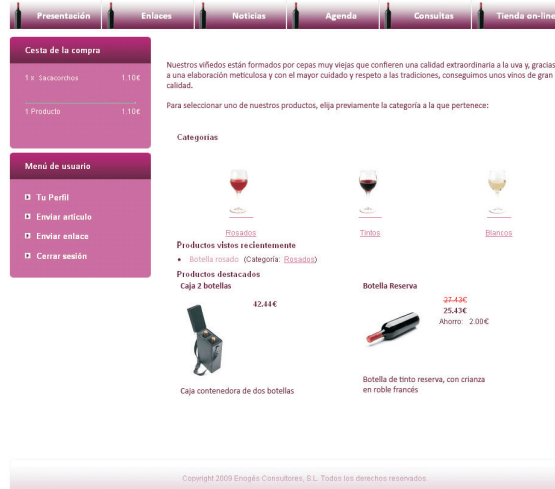 Presentación Enlaces Noticias Agenda Consultas Tienda on-line
Cesta de la compra
1 x Sacacorchos 1.10€
1 Producto 1.10€
Menú de usuario
Tu Perfil
Enviar artículo
Enviar enlace
Cerrar sesión
Nuestros viñedos están formados por cepas muy viejas que confieren una calidad extraordinaria a la uva y, gracias
a una elaboración meticulosa y con el mayor cuidado y respeto a las tradiciones, conseguimos unos vinos de gran
calidad.
Para seleccionar uno de nuestros productos, elija previamente la categoría a la que pertenece:
Categorías
Rosados Tintos Blancos
Productos vistos recientemente
Botella rosado (Categoría: Rosados)
Productos destacados
Caja 2 botellas
42.44€
Caja contenedora de dos botellas
Botella Reserva
27.43€
25.43€
Ahorro: 2.00€
Botella de tinto reserva, con crianza
en roble francés
Copyright 2009 Enogés Consultores, S.L. Todos los derechos reservados.